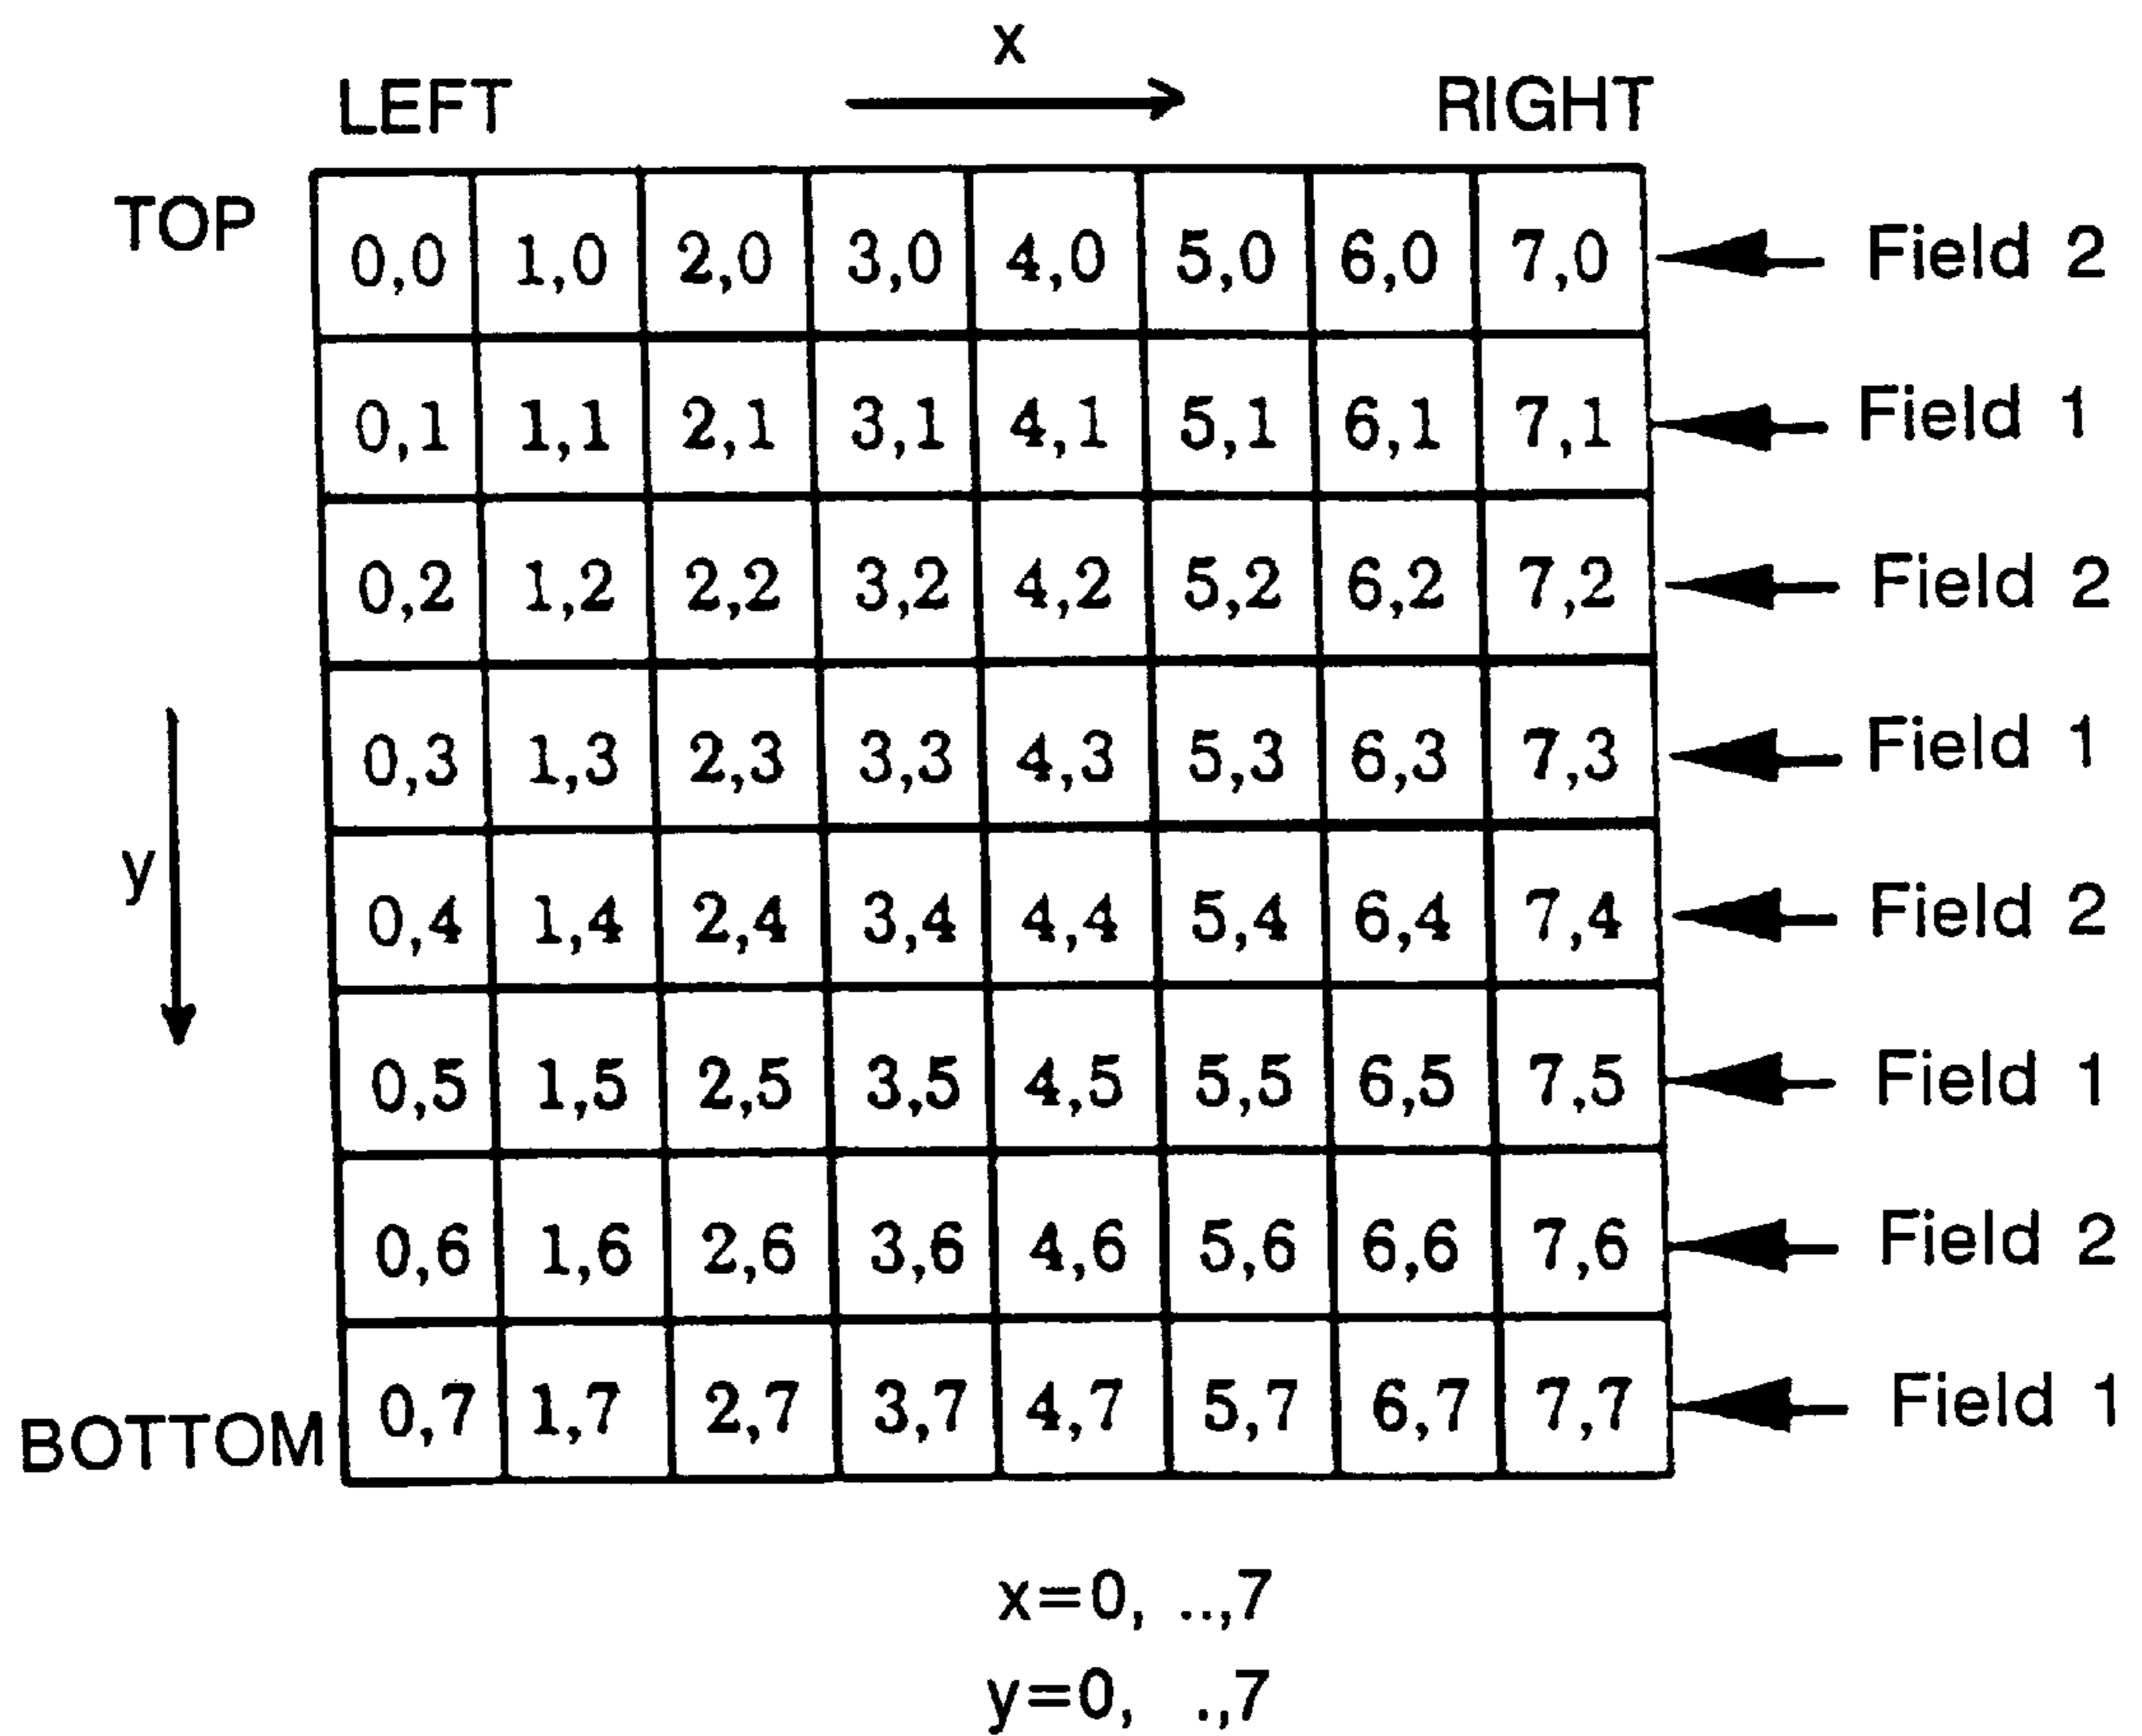 x
LEFT RIGHT
TOP
0,0 1,0 2,0 3,0 4,0 5,0 6,0 7,0 Field 2
0,1 1,1 2,1 3,1 4,1 5,1 6,1 7,1 Field 1
0,2 1,2 2,2 3,2 4,2 5,2 6,2 7,2 Field 2
0,3 1,3 2,3 3,3 4,3 5,3 6,3 7,3 Field 1
y
0,4 1,4 2,4 3,4 4,4 5,4 6,4 7,4 Field 2
0,5 1,5 2,5 3,5 4,5 5,5 6,5 7,5 Field 1
0,6 1,6 2,6 3,6 4,6 5,6 6,6 7,6 Field 2
0,7 1,7 2,7 3,7 4,7 5,7 6,7 7,7 Field 1
BOTTOM
x=0, ..,7
y=0, .,7